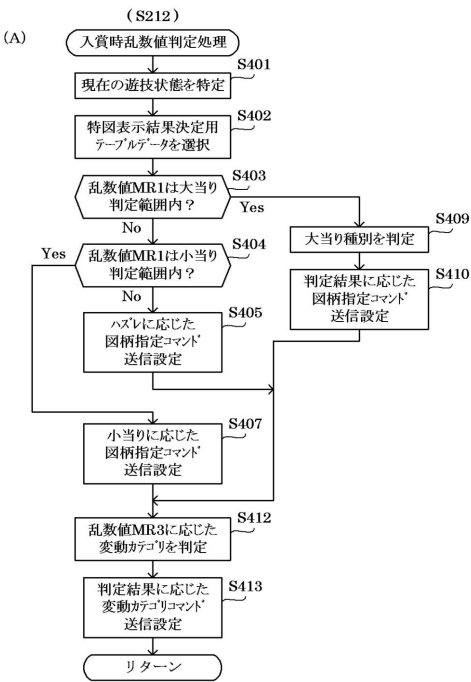 (S212)
(A)
入賞時乱数値判定処理
S401
現在の遊技状態を特定
S402
特図表示結果決定用
テーブルデータを選択
S403
乱数値MR1は大当り
判定範囲内？
Yes
No
S404
Yes
乱数値MR1は小当り
判定範囲内？
No
S409
大当り種別を判定
S410
判定結果に応じた
図柄指定コマンド
送信設定
S405
ハズレに応じた
図柄指定コマンド
送信設定
S407
小当りに応じた
図柄指定コマンド
送信設定
S412
乱数値MR3に応じた
変動カテゴリを判定
S413
判定結果に応じた
変動カテゴリコマンド
送信設定
リターン